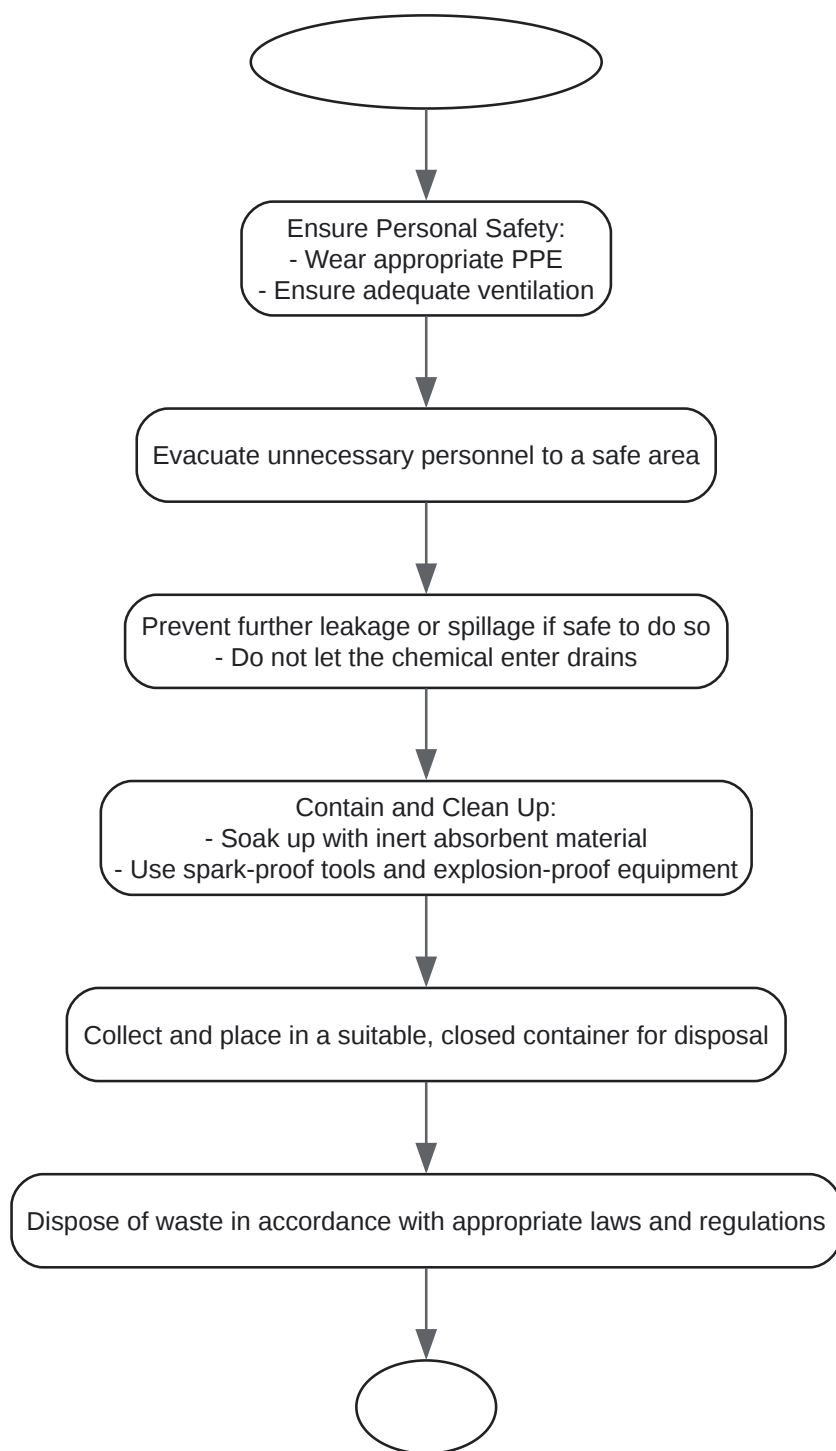 Ensure Personal Safety:
- Wear appropriate PPE
- Ensure adequate ventilation
Evacuate unnecessary personnel to a safe area
Prevent further leakage or spillage if safe to do so
- Do not let the chemical enter drains
Contain and Clean Up:
- Soak up with inert absorbent material
- Use spark-proof tools and explosion-proof equipment
Collect and place in a suitable, closed container for disposal
Dispose of waste in accordance with appropriate laws and regulations